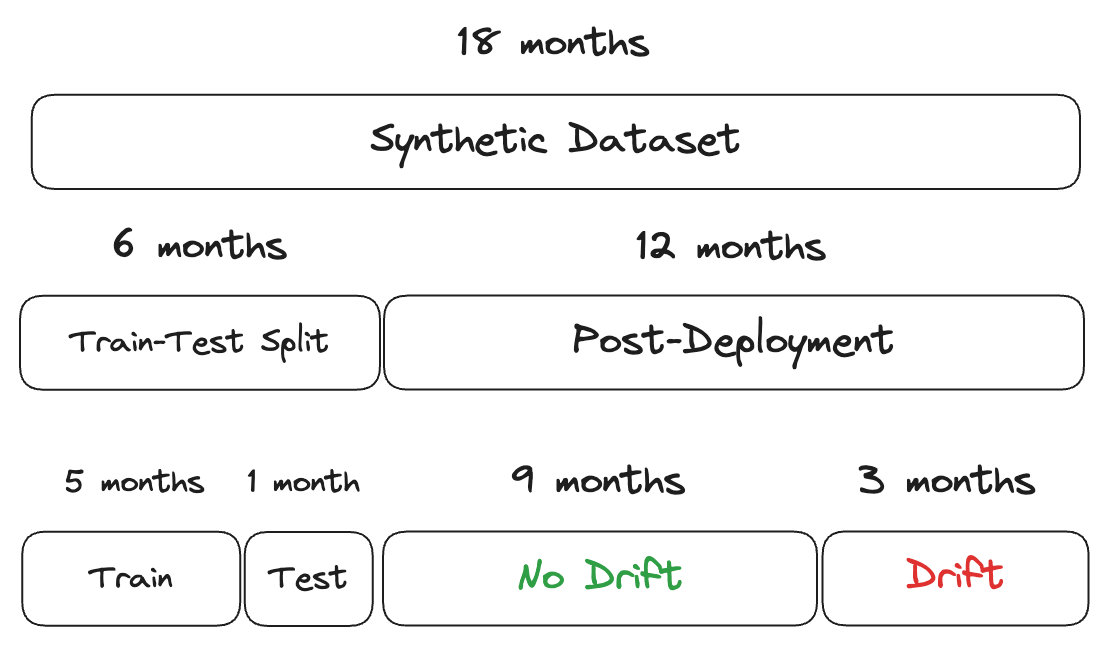 18 months
Synthetic Dataset
6 months
12 months
Train-Test Split
Post-Deployment
5 months
1 month
9 months
3 months
Train
Test
No Drift
Drift